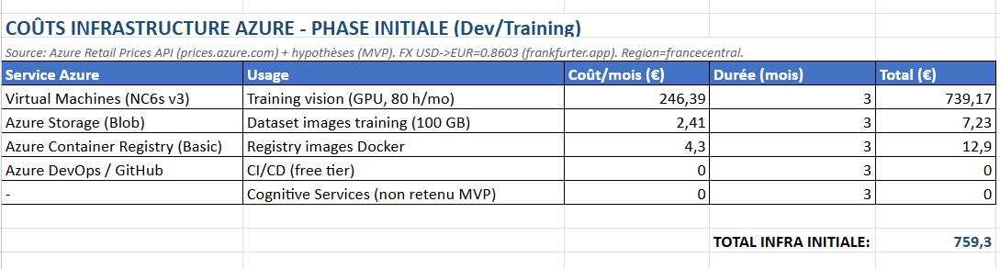 COÛTS INFRASTRUCTURE AZURE - PHASE INITIALE (Dev/Training)
Source: Azure Retail Prices API (prices.azure.com) + hypothèses (MVP). FX USD->EUR=0.8603 (frankfurter.app). Region=francecentral.
Service Azure Usage Coût/mois (€) Durée (mois) Total (€)
Virtual Machines (NC6s v3) Training vision (GPU, 80 h/mo) 246,39 3 739,17
Azure Storage (Blob) Dataset images training (100 GB) 2,41 3 7,23
Azure Container Registry (Basic) Registry images Docker 4,3 3 12,9
Azure DevOps / GitHub CI/CD (free tier) 0 3 0
- Cognitive Services (non retenu MVP) 0 3 0
TOTAL INFRA INITIALE: 759,3